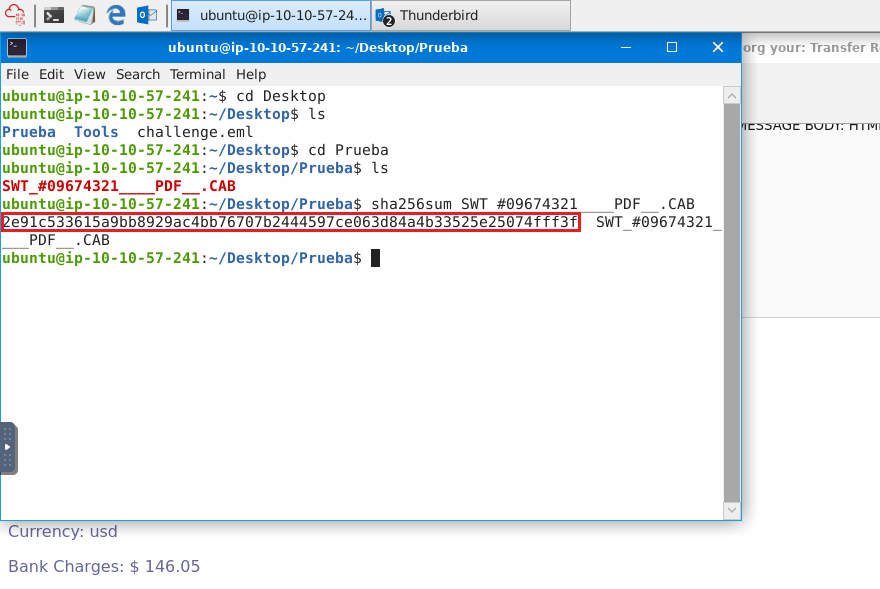 ubuntu@ip-10-10-57-24...
2
Thunderbird
ubuntu@ip-10-10-57-241: ~/Desktop/Prueba
org your: Transfer R
File Edit View Search Terminal Help
ubuntu@ip-10-10-57-241:~$ cd Desktop
ubuntu@ip-10-10-57-241:~/Desktop$ ls
Prueba  Tools  challenge.eml
MESSAGE BODY: HTM
ubuntu@ip-10-10-57-241:~/Desktop$ cd Prueba
ubuntu@ip-10-10-57-241:~/Desktop/Prueba$ ls
SWT_#09674321____PDF__.CAB
ubuntu@ip-10-10-57-241:~/Desktop/Prueba$ sha256sum SWT_#09674321____PDF__.CAB
2e91c533615a9bb8929ac4bb76707b2444597ce063d84a4b33525e25074fff3f  SWT_#09674321_
___PDF__.CAB
ubuntu@ip-10-10-57-241:~/Desktop/Prueba$
Currency: usd
Bank Charges: $ 146.05